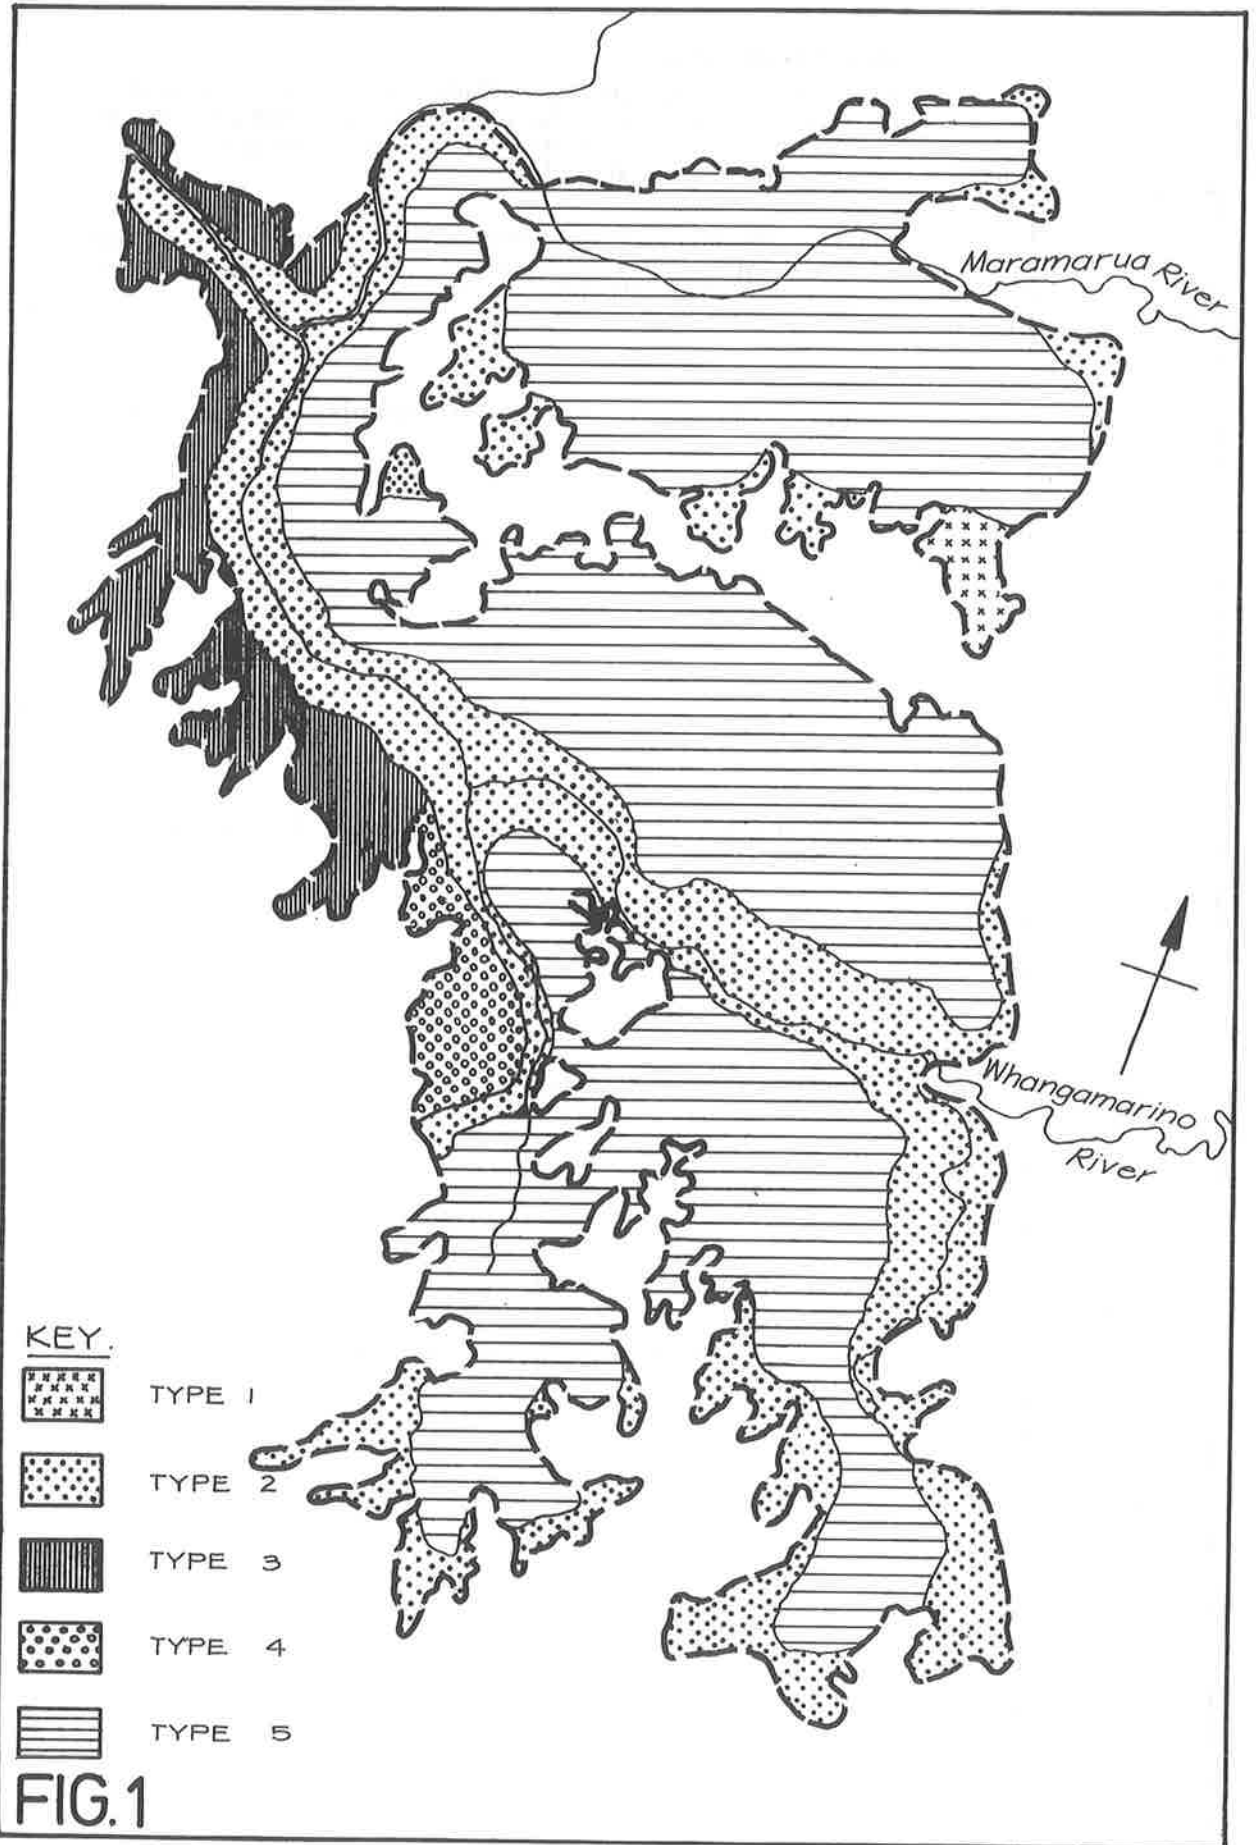 Maramarua River
Whangamarino
River
KEY.
TYPE 1
TYPE 2
TYPE 3
TYPE 4
TYPE 5
FIG.1